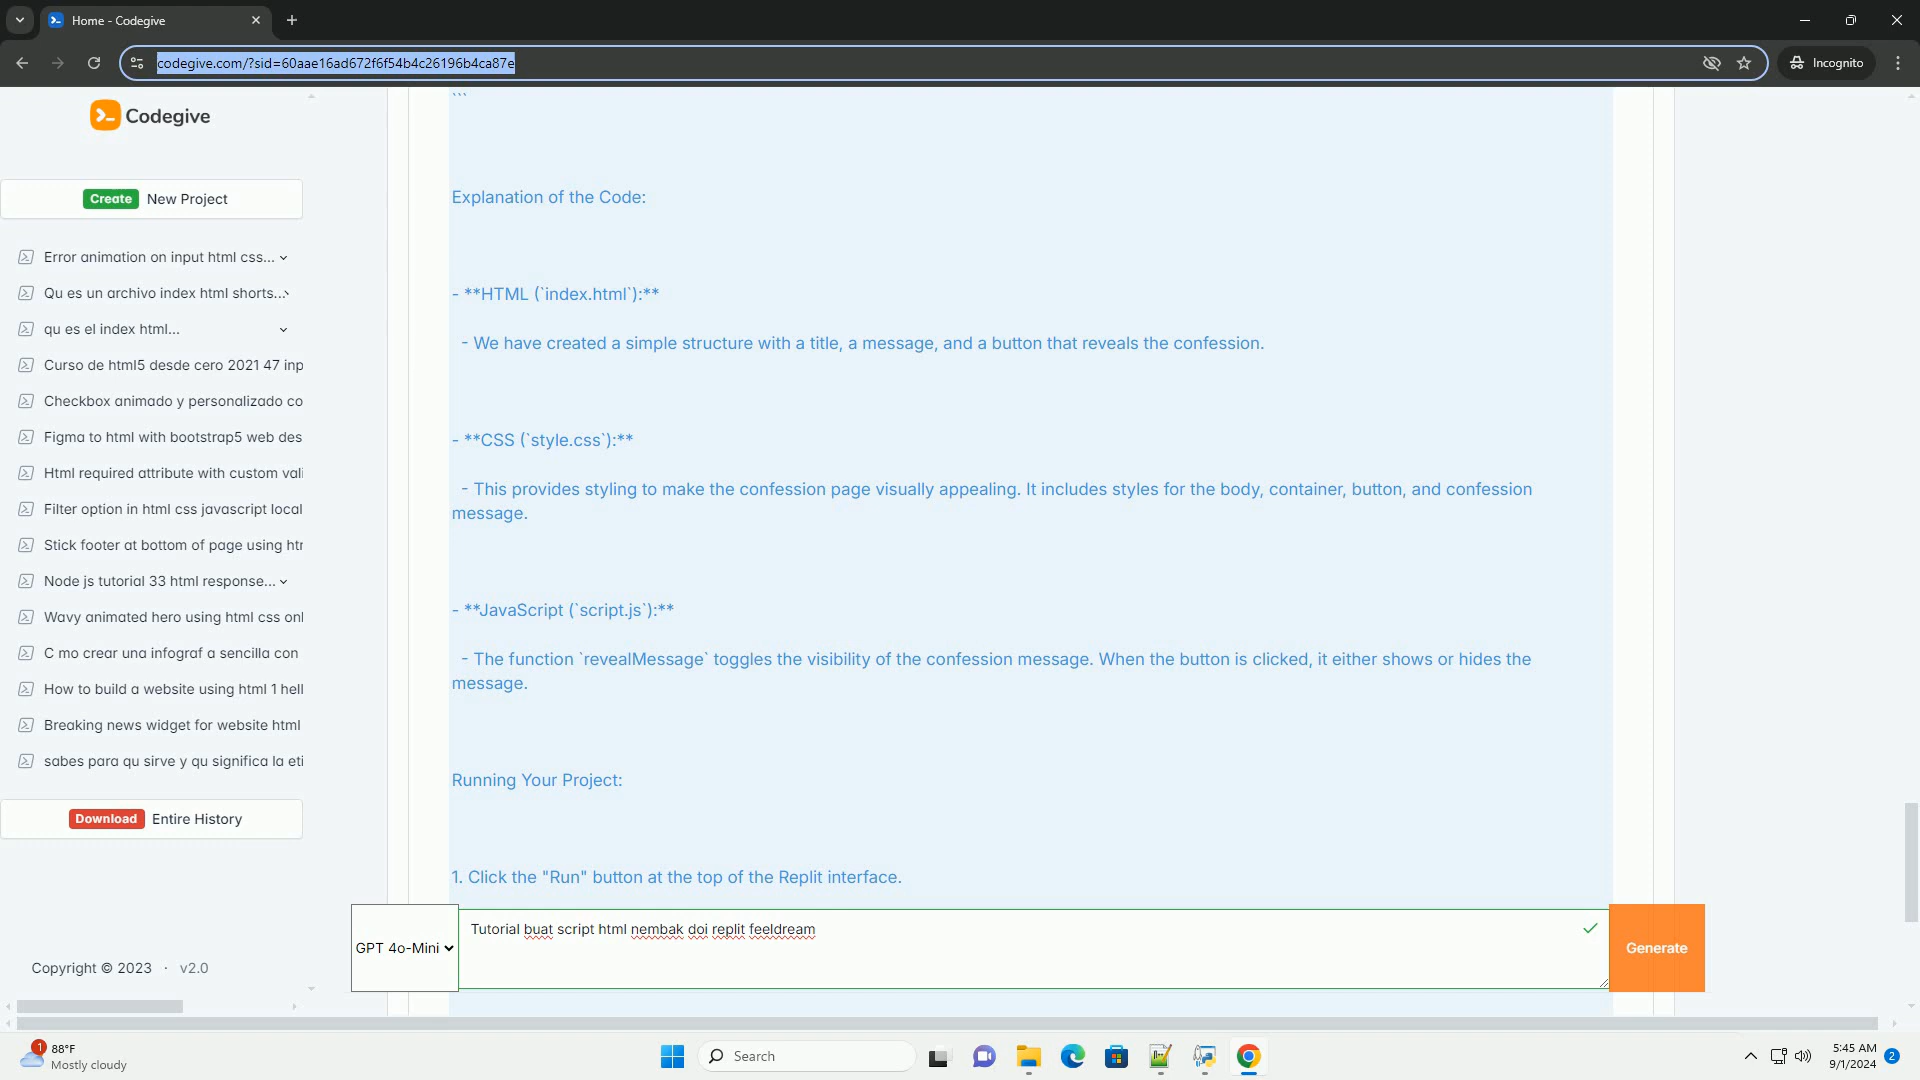 Home - Codegive
codegive.com/?sid=60aae16ad672f6f54b4c26196b4ca87e
Incognito
Codegive
Create New Project
Error animation on input html css...
Qu es un archivo index html shorts...
qu es el index html...
Curso de html5 desde cero 2021 47 inp
Checkbox animado y personalizado co
Figma to html with bootstrap5 web des
Html required attribute with custom vali
Filter option in html css javascript local
Stick footer at bottom of page using htr
Node js tutorial 33 html response...
Wavy animated hero using html css onl
C mo crear una infograf a sencilla con
How to build a website using html 1 hell
Breaking news widget for website html
sabes para qu sirve y qu significa la eti
Download Entire History
Copyright © 2023 · v2.0
```
Explanation of the Code:
- **HTML (`index.html`):**
- We have created a simple structure with a title, a message, and a button that reveals the confession.
- **CSS (`style.css`):**
- This provides styling to make the confession page visually appealing. It includes styles for the body, container, button, and confession
message.
- **JavaScript (`script.js`):**
- The function `revealMessage` toggles the visibility of the confession message. When the button is clicked, it either shows or hides the
message.
Running Your Project:
1. Click the "Run" button at the top of the Replit interface.
GPT 4o-Mini
Tutorial buat script html nembak doi replit feeldream
Generate
1
88°F
Mostly cloudy
Search
5:45 AM
9/1/2024
2